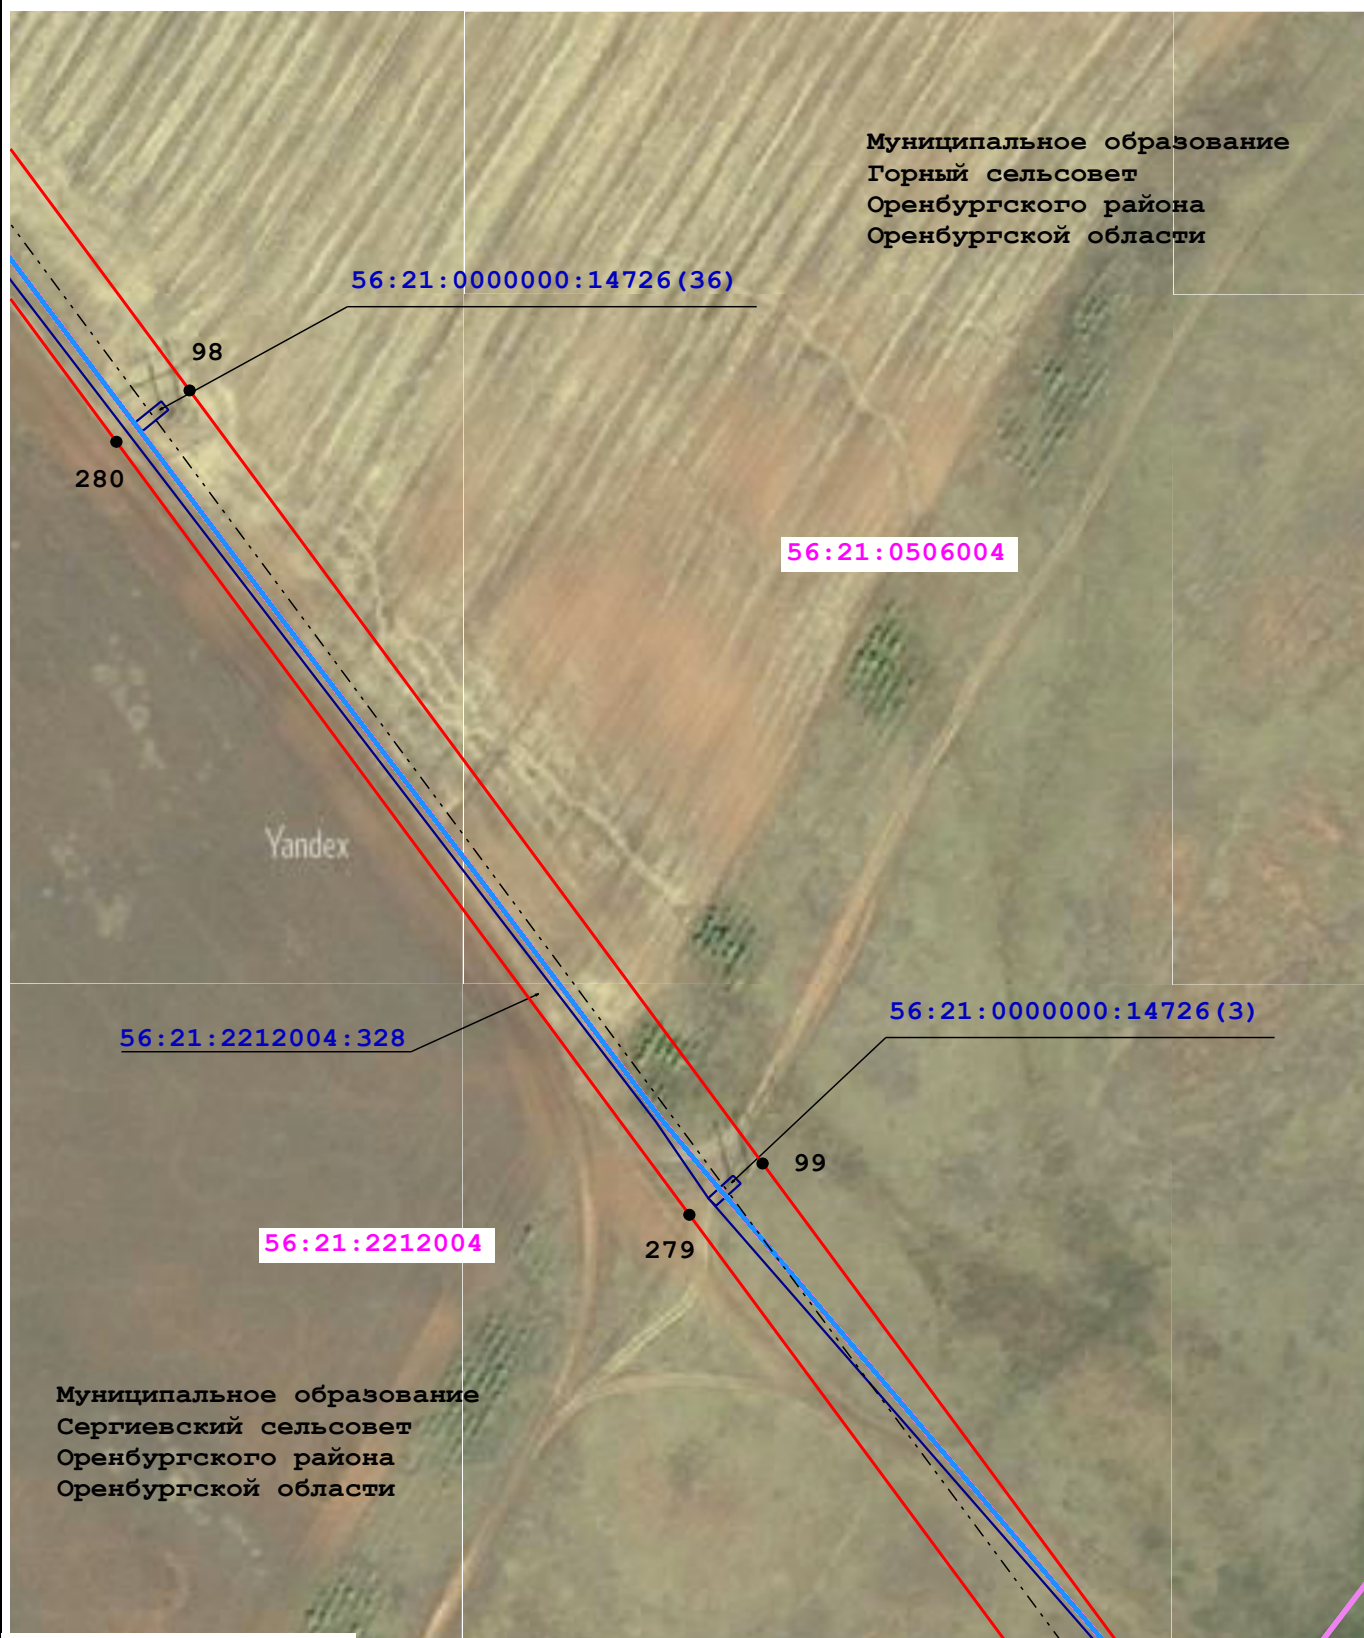 Муниципальное образование
Горный сельсовет
Оренбургского района
Оренбургской области
56:21:0000000:14726(36)
98
280
56:21:0506004
Yandex
56:21:0000000:14726(3)
56:21:2212004:328
99
56:21:2212004
279
Муниципальное образование
Сергиевский сельсовет
Оренбургского района
Оренбургской области